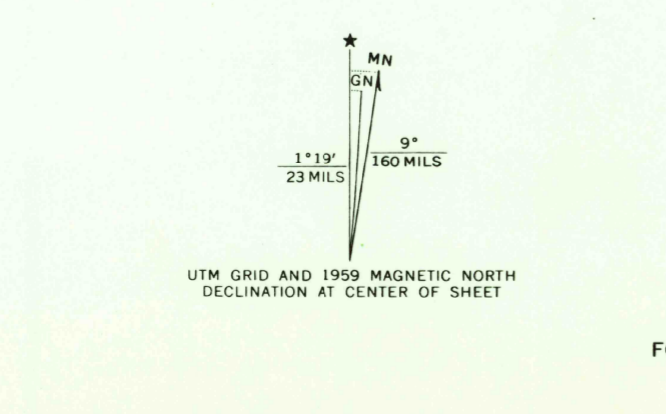 ★
MN
GN
1°19'
23 MILS
9°
160 MILS
UTM GRID AND 1959 MAGNETIC NORTH
DECLINATION AT CENTER OF SHEET
F